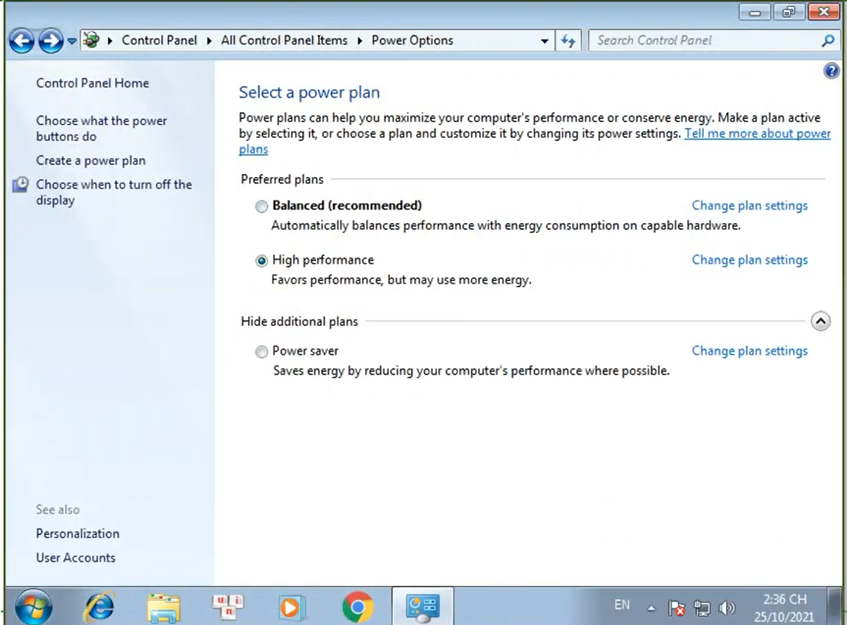 Control Panel
All Control Panel Items
Power Options
Search Control Panel
Control Panel Home
Choose what the power
buttons do
Create a power plan
Choose when to turn off the
display
See also
Personalization
User Accounts
Select a power plan
Power plans can help you maximize your computer's performance or conserve energy. Make a plan active
by selecting it, or choose a plan and customize it by changing its power settings. Tell me more about power
plans
Preferred plans
Balanced (recommended) Change plan settings
Automatically balances performance with energy consumption on capable hardware.
High performance Change plan settings
Favors performance, but may use more energy.
Hide additional plans
Power saver Change plan settings
Saves energy by reducing your computer's performance where possible.
u n i
n
EN
2:36 CH
25/10/2021